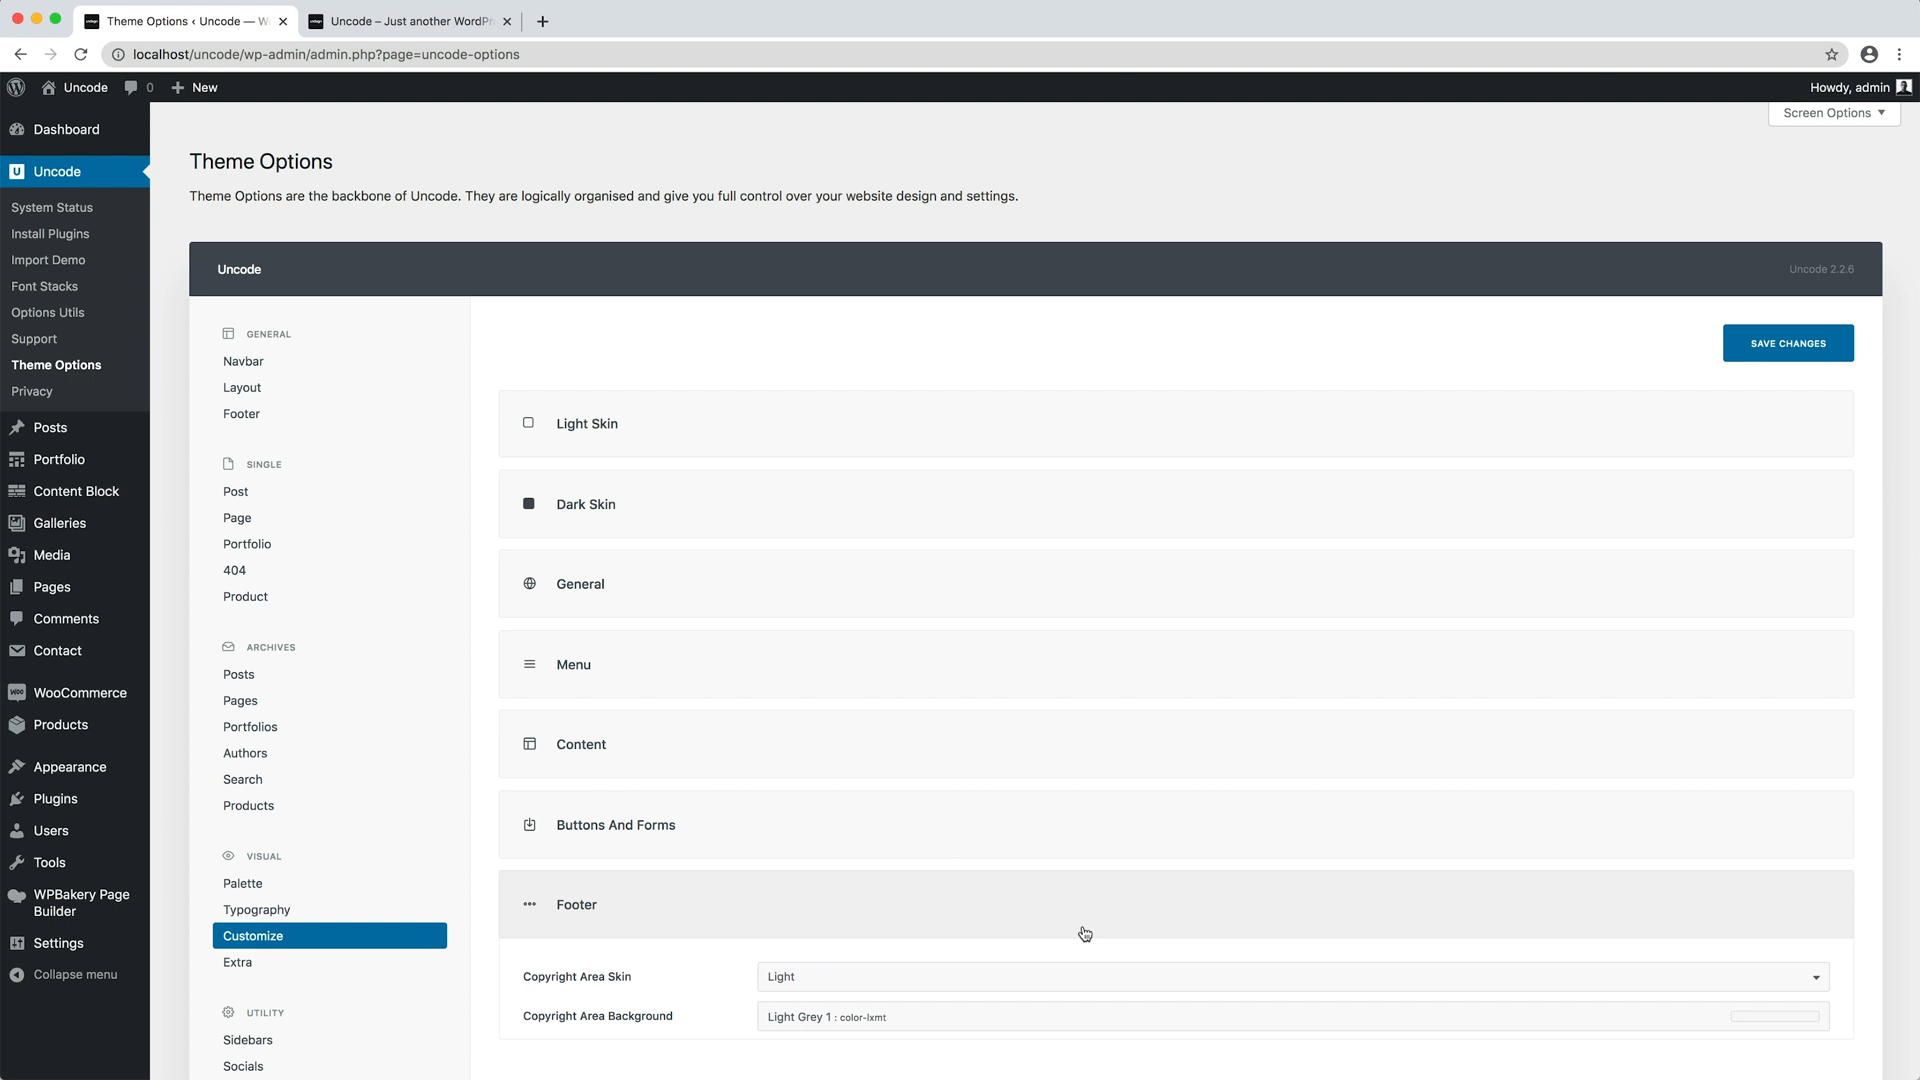 Theme Options ‹ Uncode — W
Uncode – Just another WordPr
localhost/uncode/wp-admin/admin.php?page=uncode-options
Uncode
0
New
Howdy, admin
Screen Options
Dashboard
Uncode
System Status
Install Plugins
Import Demo
Font Stacks
Options Utils
Support
Theme Options
Privacy
Posts
Portfolio
Content Block
Galleries
Media
Pages
Comments
Contact
WooCommerce
Products
Appearance
Plugins
Users
Tools
WPBakery Page
Builder
Settings
Collapse menu
Theme Options
Theme Options are the backbone of Uncode. They are logically organised and give you full control over your website design and settings.
Uncode
Uncode 2.2.6
GENERAL
Navbar
Layout
Footer
SINGLE
Post
Page
Portfolio
404
Product
ARCHIVES
Posts
Pages
Portfolios
Authors
Search
Products
VISUAL
Palette
Typography
Customize
Extra
UTILITY
Sidebars
Socials
SAVE CHANGES
Light Skin
Dark Skin
General
Menu
Content
Buttons And Forms
Footer
Copyright Area Skin
Light
Copyright Area Background
Light Grey 1 : color-lxmt